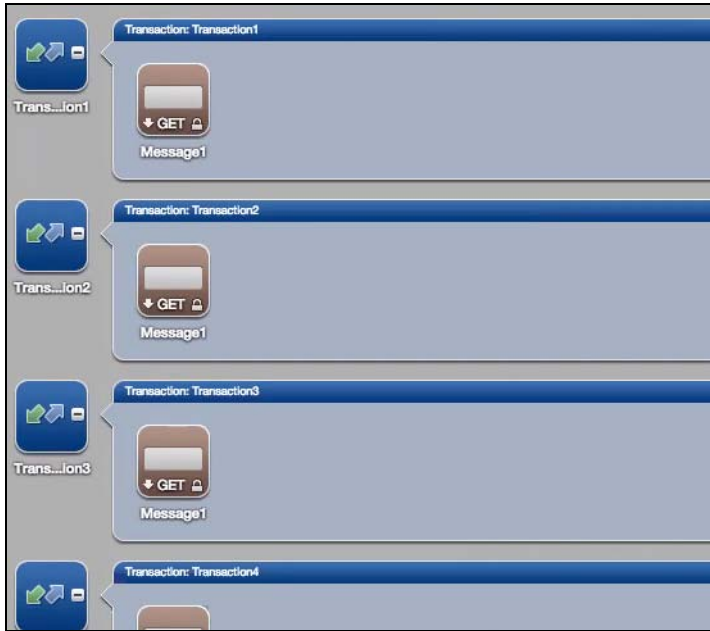 Transaction: Transaction1
Trans...ion1
GET
Message1
Transaction: Transaction2
Trans...ion2
GET
Message1
Transaction: Transaction3
Trans...ion3
GET
Message1
Transaction: Transaction4